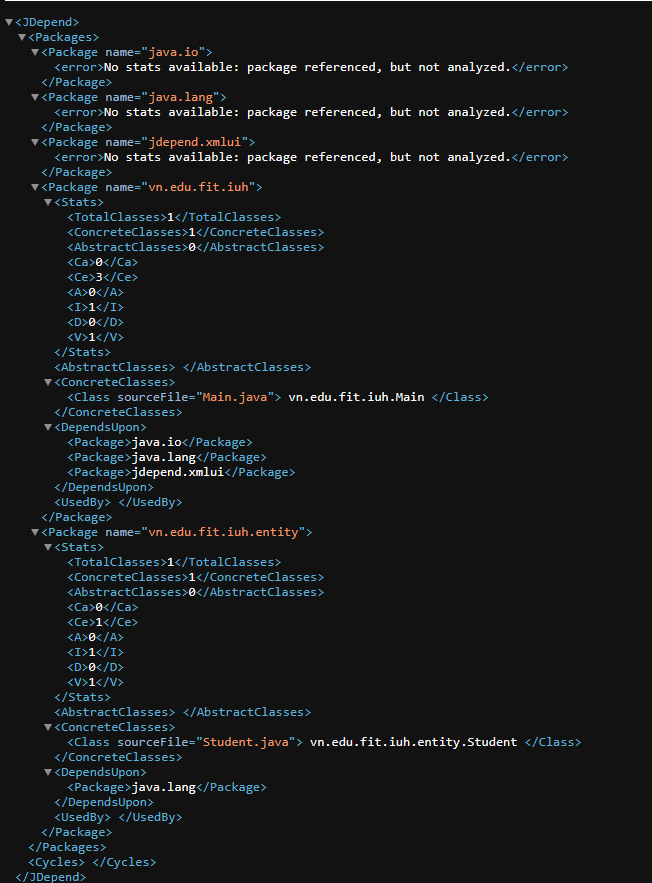 <JDepend>
<Packages>
<Package name="java.io">
<error>No stats available: package referenced, but not analyzed.</error>
</Package>
<Package name="java.lang">
<error>No stats available: package referenced, but not analyzed.</error>
</Package>
<Package name="jdepend.xmlui">
<error>No stats available: package referenced, but not analyzed.</error>
</Package>
<Package name="vn.edu.fit.iuh">
<Stats>
<TotalClasses>1</TotalClasses>
<ConcreteClasses>1</ConcreteClasses>
<AbstractClasses>0</AbstractClasses>
<Ca>0</Ca>
<Ce>3</Ce>
<A>0</A>
<I>1</I>
<D>0</D>
<V>1</V>
</Stats>
<AbstractClasses> </AbstractClasses>
<ConcreteClasses>
<Class sourceFile="Main.java"> vn.edu.fit.iuh.Main </Class>
</ConcreteClasses>
<DependsUpon>
<Package>java.io</Package>
<Package>java.lang</Package>
<Package>jdepend.xmlui</Package>
</DependsUpon>
<UsedBy> </UsedBy>
</Package>
<Package name="vn.edu.fit.iuh.entity">
<Stats>
<TotalClasses>1</TotalClasses>
<ConcreteClasses>1</ConcreteClasses>
<AbstractClasses>0</AbstractClasses>
<Ca>0</Ca>
<Ce>1</Ce>
<A>0</A>
<I>1</I>
<D>0</D>
<V>1</V>
</Stats>
<AbstractClasses> </AbstractClasses>
<ConcreteClasses>
<Class sourceFile="Student.java"> vn.edu.fit.iuh.entity.Student </Class>
</ConcreteClasses>
<DependsUpon>
<Package>java.lang</Package>
</DependsUpon>
<UsedBy> </UsedBy>
</Package>
</Packages>
<Cycles> </Cycles>
</JDepend>